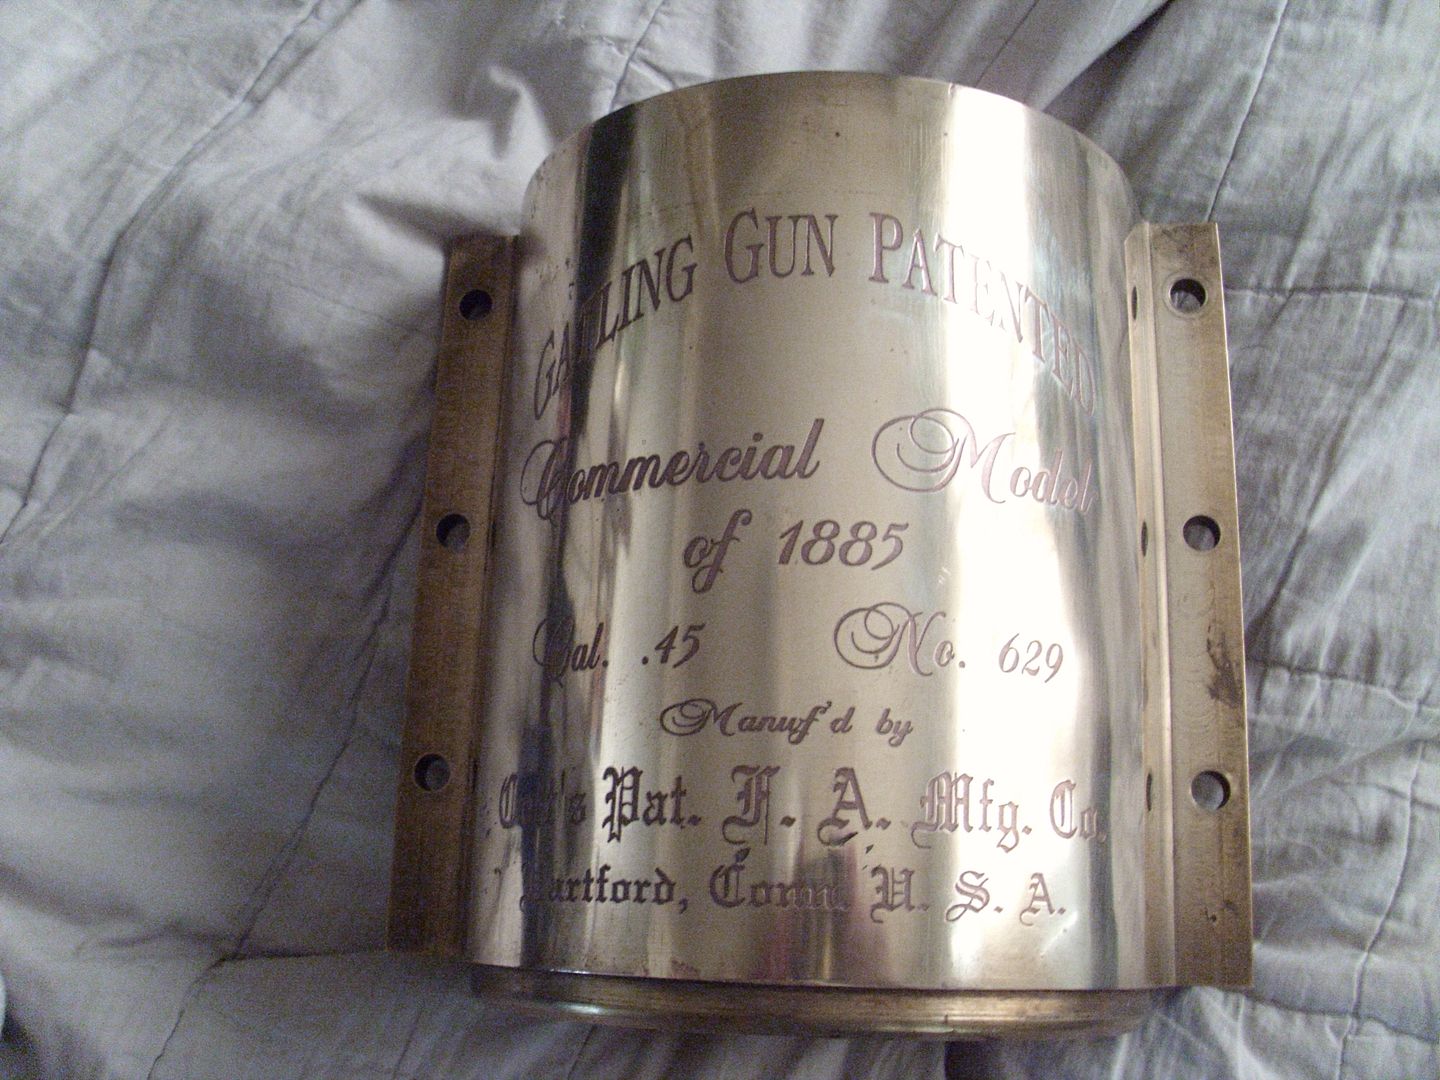 GATLING GUN PATENTED
Commercial Model
of 1885
Cal. .45 No. 629
Manuf'd by
Colt's Pat. F. A. Mfg. Co.
Hartford, Conn. U. S. A.